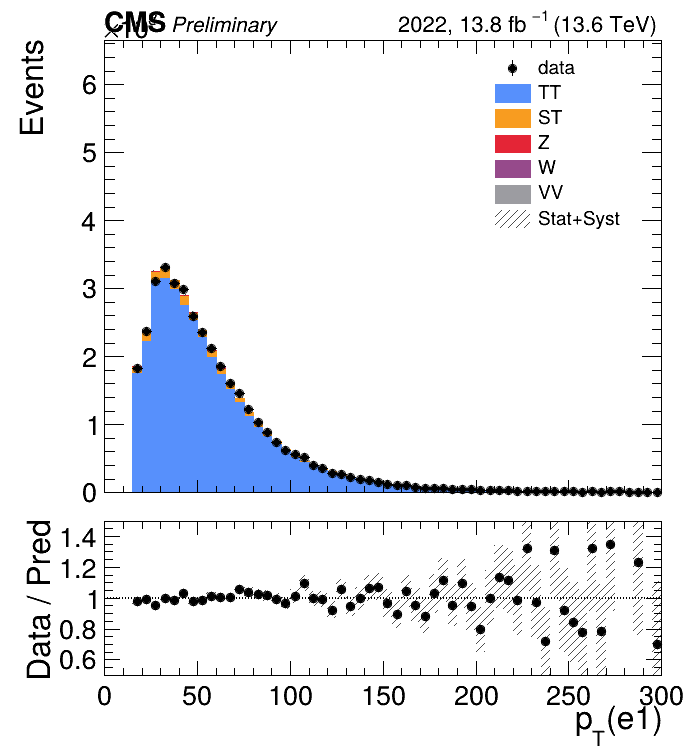 CMS Preliminary
2022, 13.8 fb⁻¹ (13.6 TeV)
Events
6
5
4
3
2
1
0
data
TT
ST
Z
W
VV
Stat+Syst
Data / Pred
1.4
1.2
1
0.8
0.6
0 50 100 150 200 250 300
p_T(e1)